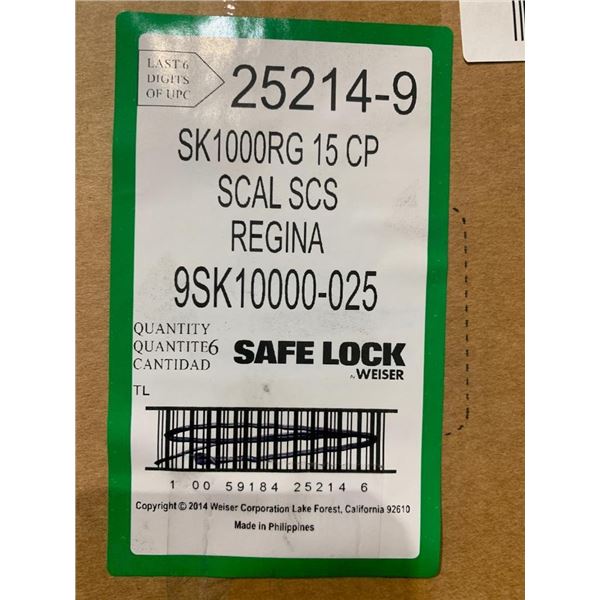 LAST 6
DIGITS
OF UPC
25214-9
SK1000RG 15 CP
SCAL SCS
REGINA
9SK10000-025
QUANTITY
QUANTITE6
CANTIDAD
SAFE LOCK
By WEISER
TL
1 00 59184 25214 6
Copyright © 2014 Weiser Corporation Lake Forest, California 92610
Made in Philippines